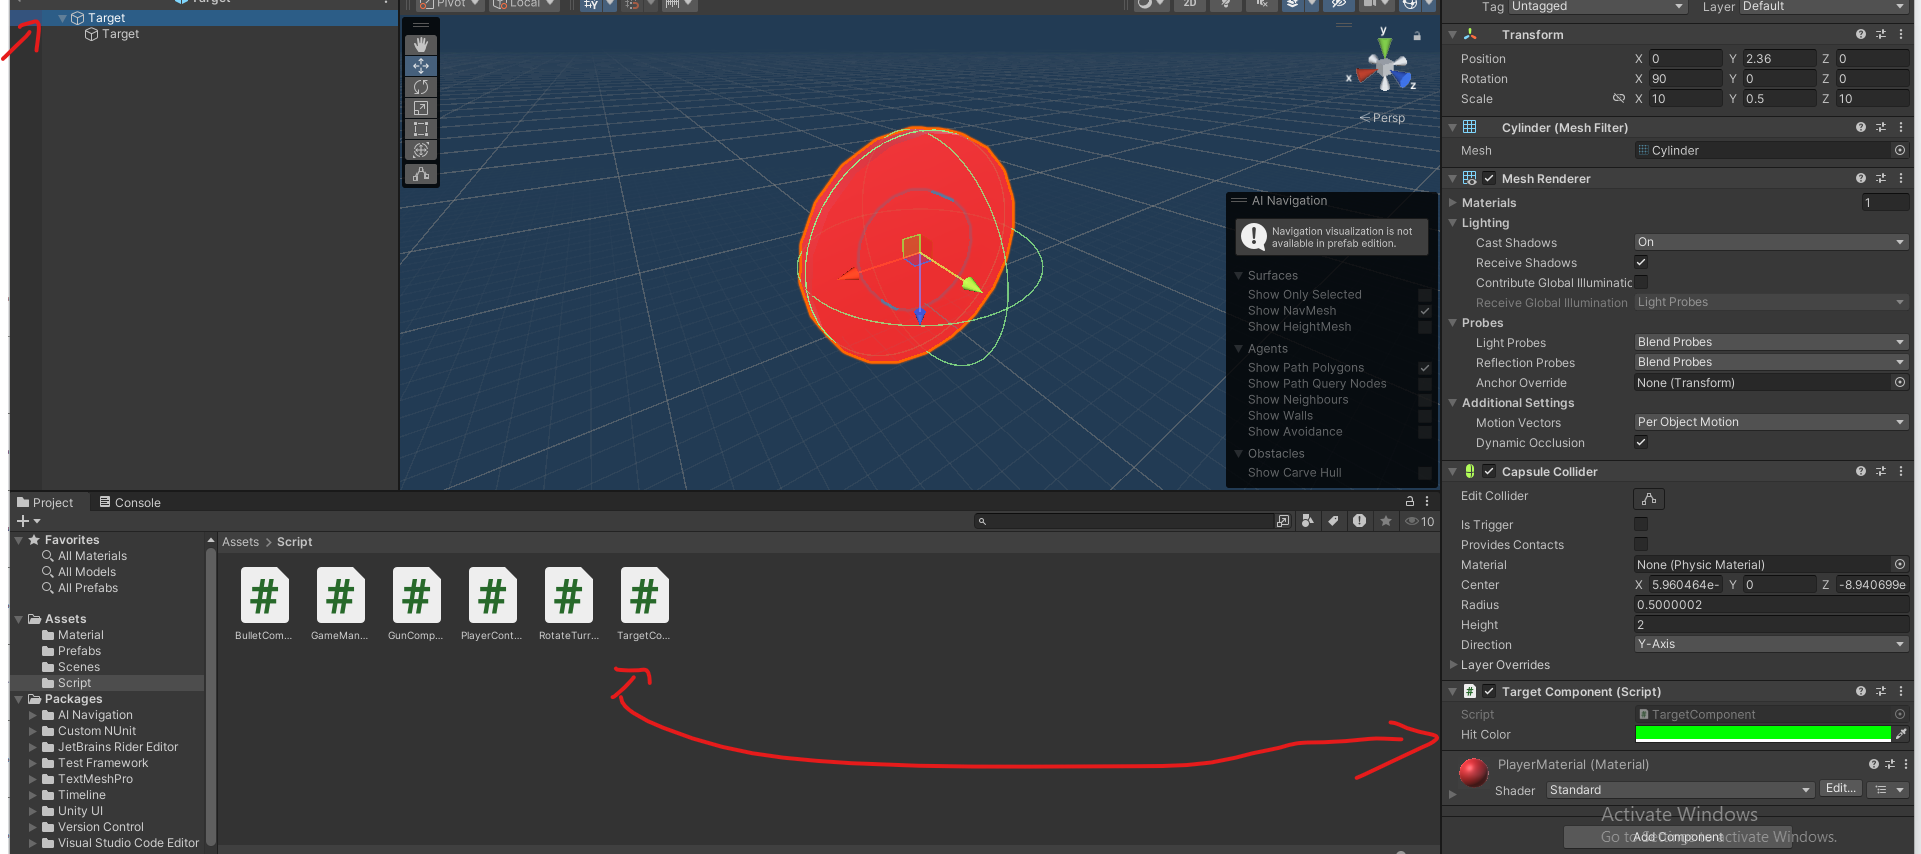 Target
Pivot
Local
2D
Tag Untagged Layer Default
Target
Target
Transform
Position X 0 Y 2.36 Z 0
Rotation X 90 Y 0 Z 0
Scale X 10 Y 0.5 Z 10
y
x
z
< Persp
Cylinder (Mesh Filter)
Mesh Cylinder
Mesh Renderer
Materials 1
Lighting
Cast Shadows On
Receive Shadows
Contribute Global Illuminatic
Receive Global Illumination Light Probes
Probes
Light Probes Blend Probes
Reflection Probes Blend Probes
Anchor Override None (Transform)
Additional Settings
Motion Vectors Per Object Motion
Dynamic Occlusion
AI Navigation
Navigation visualization is not
available in prefab edition.
Surfaces
Show Only Selected
Show NavMesh
Show HeightMesh
Agents
Show Path Polygons
Show Path Query Nodes
Show Neighbours
Show Walls
Show Avoidance
Obstacles
Show Carve Hull
Capsule Collider
Edit Collider
Is Trigger
Provides Contacts
Material None (Physic Material)
Center X 5.960464e- Y 0 Z -8.940699e
Radius 0.5000002
Height 2
Direction Y-Axis
Layer Overrides
Target Component (Script)
Script TargetComponent
Hit Color
PlayerMaterial (Material)
Shader Standard Edit...
Add Component
Activate Windows
Go to Settings to activate Windows.
Project
Console
10
Favorites
All Materials
All Models
All Prefabs
Assets
Material
Prefabs
Scenes
Script
Packages
AI Navigation
Custom NUnit
JetBrains Rider Editor
Test Framework
TextMeshPro
Timeline
Unity UI
Version Control
Visual Studio Code Editor
Assets > Script
# # # # # #
BulletCom... GameMan... GunComp... PlayerCont... RotateTurr... TargetCo...